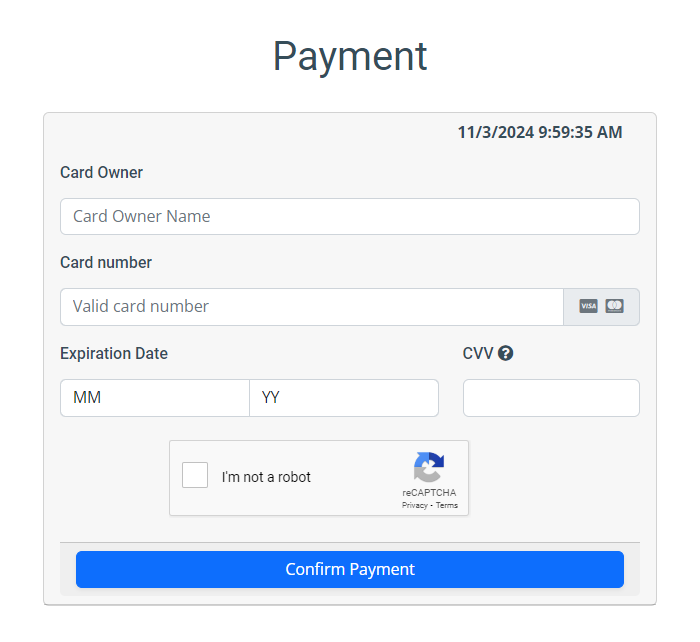 Payment
11/3/2024 9:59:35 AM
Card Owner
Card Owner Name
Card number
Valid card number
VISA
Expiration Date
CVV ?
MM
YY
I'm not a robot
reCAPTCHA
Privacy - Terms
Confirm Payment